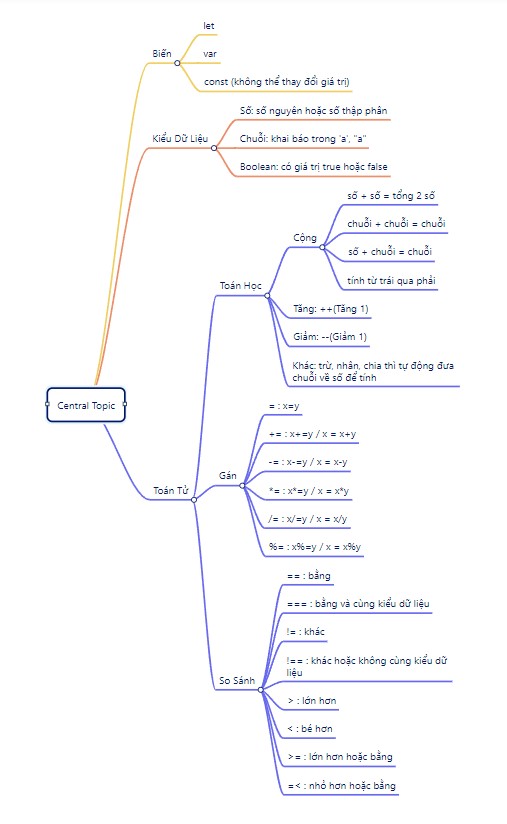 let
Biến
var
const (không thể thay đổi giá trị)
Số: số nguyên hoặc số thập phân
Kiểu Dữ Liệu
Chuỗi: khai báo trong 'a', "a"
Boolean: có giá trị true hoặc false
số + số = tổng 2 số
chuỗi + chuỗi = chuỗi
Cộng
số + chuỗi = chuỗi
tính từ trái qua phải
Toán Học
Tăng: ++(Tăng 1)
Giảm: --(Giảm 1)
Khác: trừ, nhân, chia thì tự động đưa
chuỗi về số để tính
Central Topic
= : x=y
+= : x+=y / x = x+y
-= : x-=y / x = x-y
Gán
*= : x*=y / x = x*y
Toán Tử
/= : x/=y / x = x/y
%= : x%=y / x = x%y
== : bằng
=== : bằng và cùng kiểu dữ liệu
!= : khác
!== : khác hoặc không cùng kiểu dữ
liệu
So Sánh
> : lớn hơn
< : bé hơn
>= : lớn hơn hoặc bằng
=< : nhỏ hơn hoặc bằng